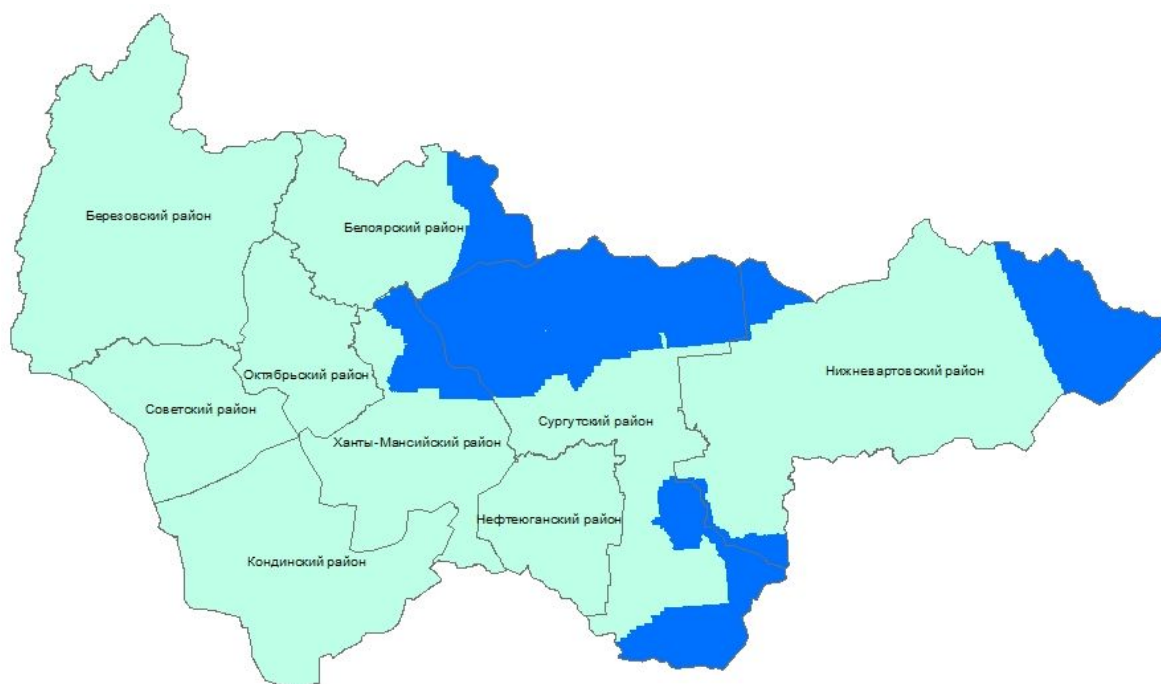 Березовский район
Белоярский район
Октябрьский район
Нижневартовский район
Советский район
Сургутский район
Ханты-Мансийский район
Нефтеюганский район
Кондинский район